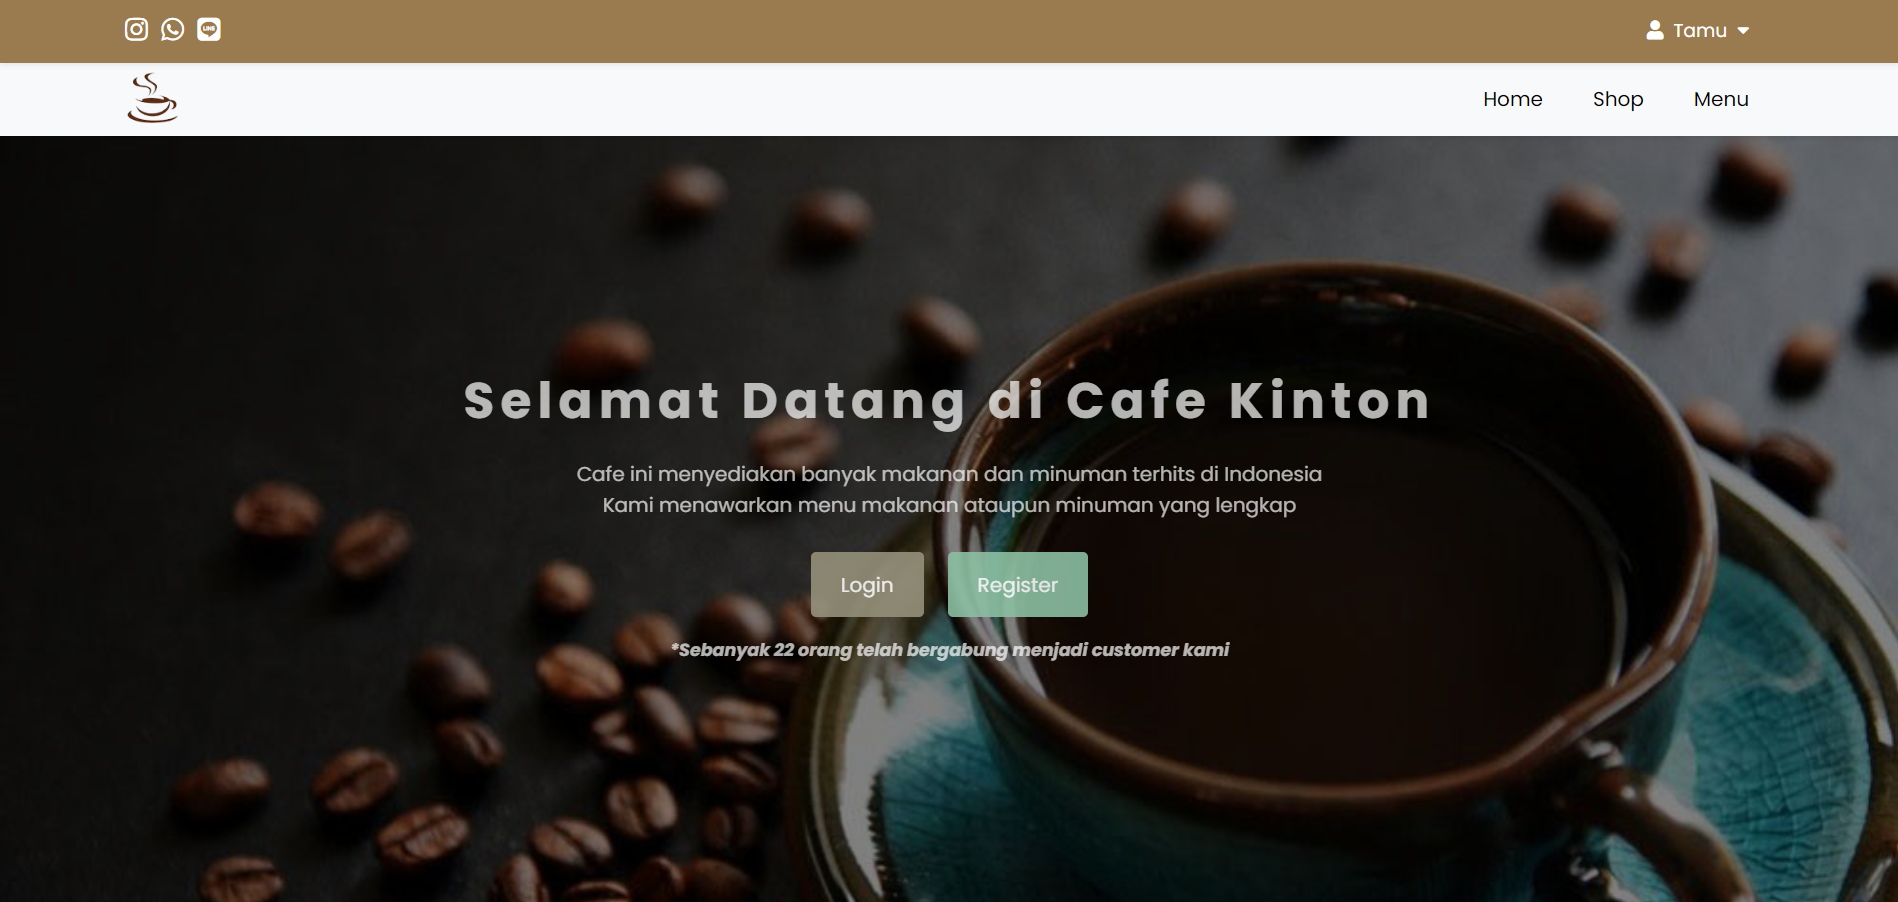 Tamu
Home Shop Menu
Selamat Datang di Cafe Kinton
Cafe ini menyediakan banyak makanan dan minuman terhits di Indonesia
Kami menawarkan menu makanan ataupun minuman yang lengkap
Login Register
*Sebanyak 22 orang telah bergabung menjadi customer kami